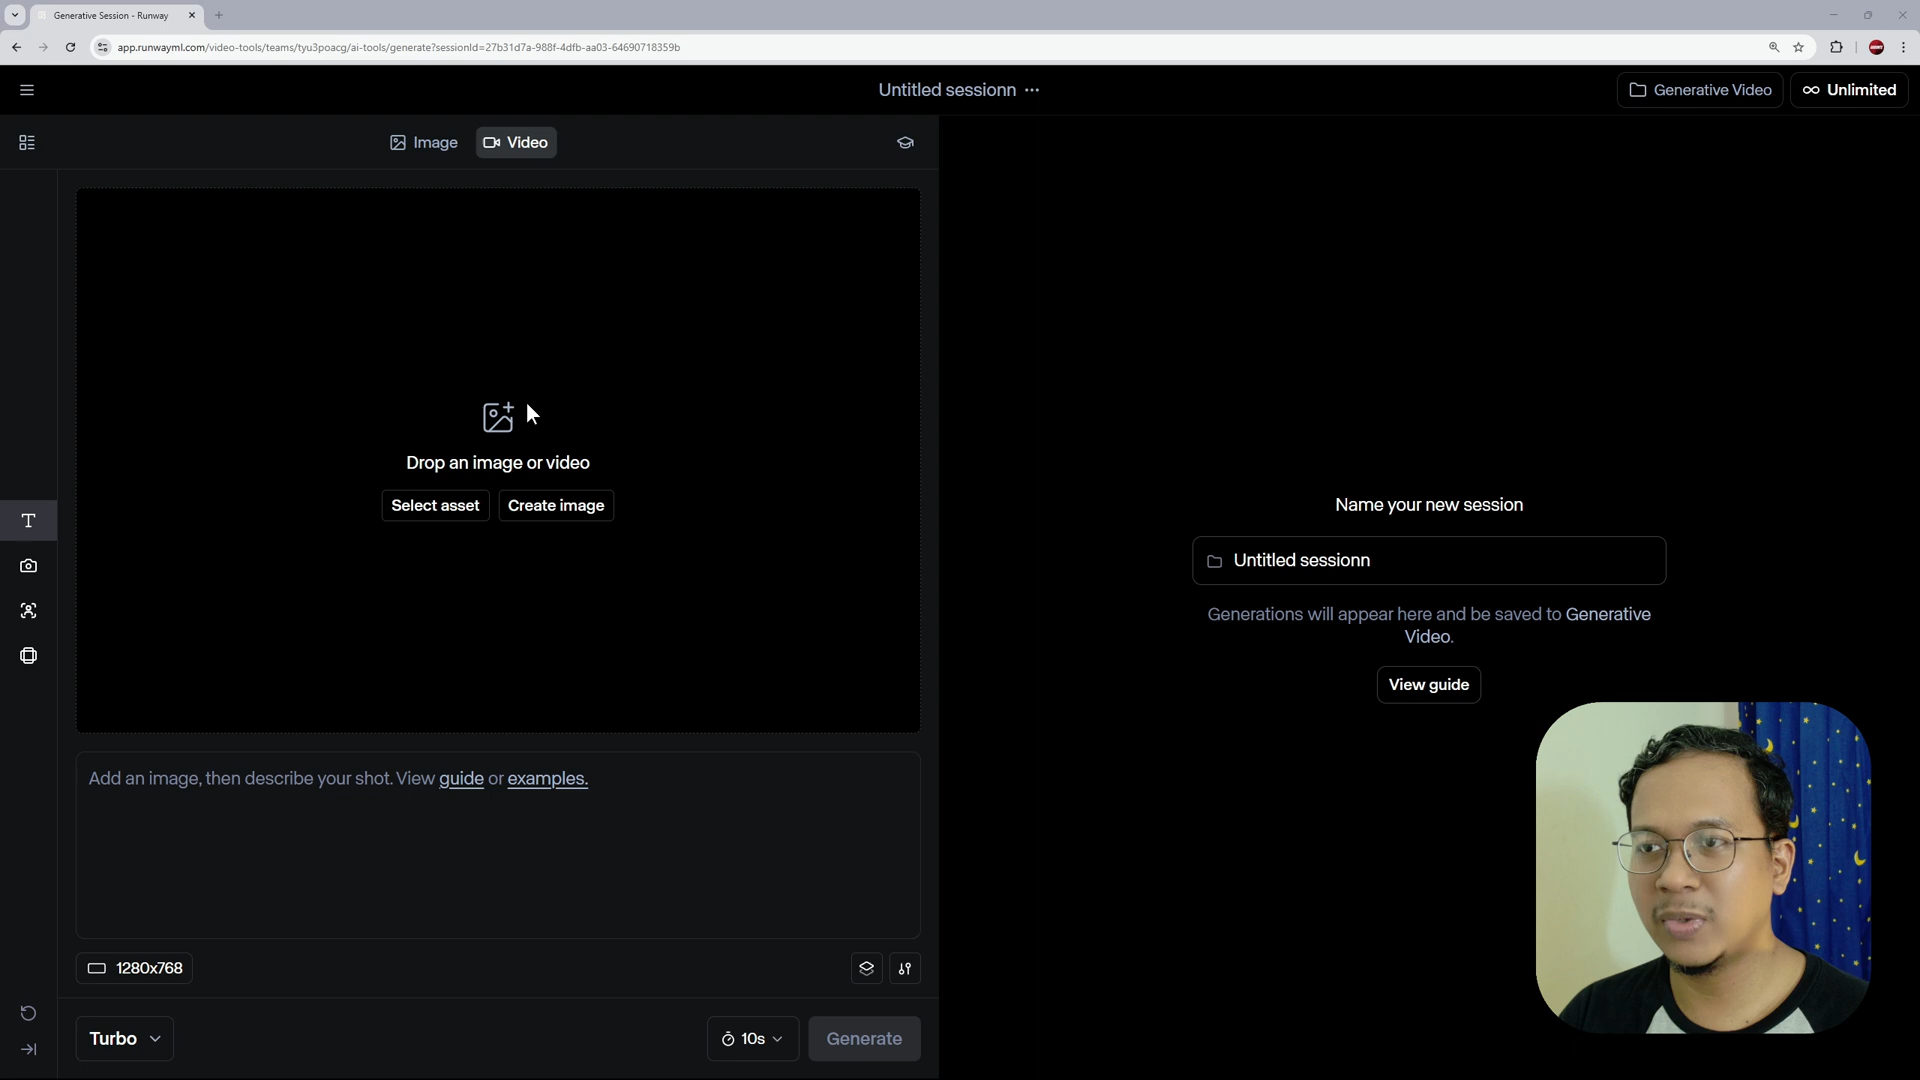 Generative Session - Runway
app.runwayml.com/video-tools/teams/tyu3poacg/ai-tools/generate?sessionId=27b31d7a-988f-4dfb-aa03-64690718359b
Untitled sessionn
Generative Video
Unlimited
Image
Video
Drop an image or video
Select asset
Create image
Name your new session
Untitled sessionn
Generations will appear here and be saved to Generative
Video.
View guide
Add an image, then describe your shot. View guide or examples.
1280x768
Turbo
10s
Generate